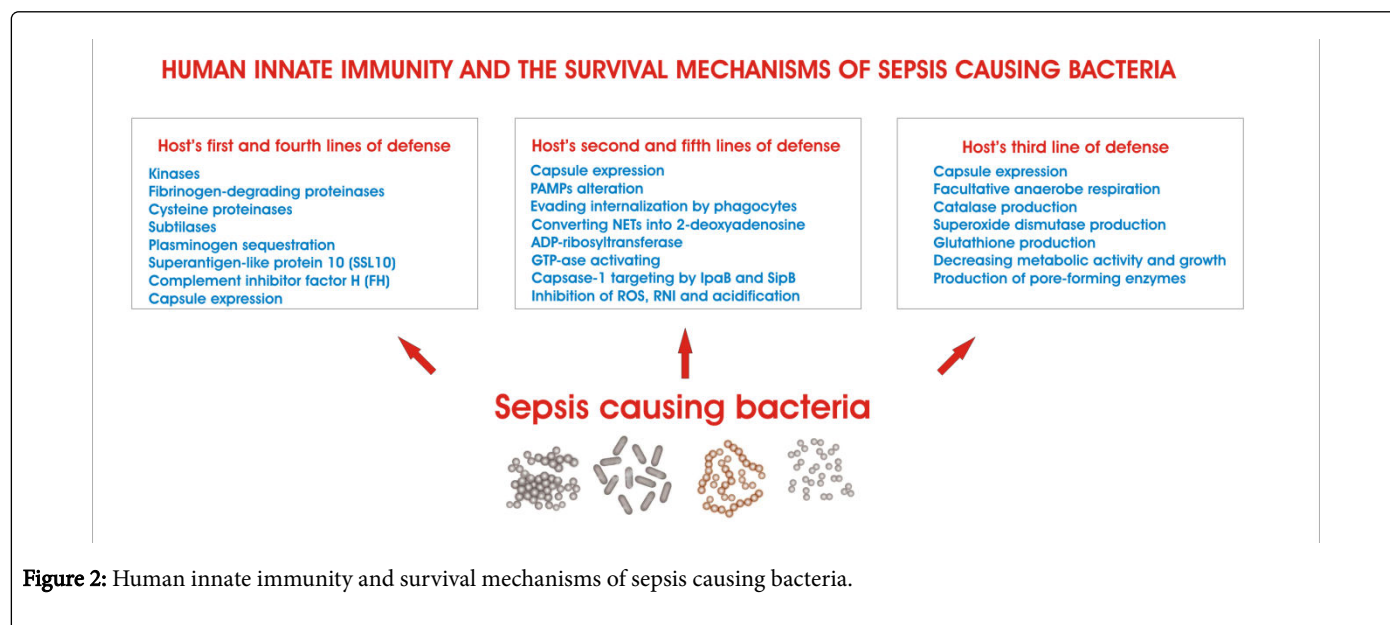 HUMAN INNATE IMMUNITY AND THE SURVIVAL MECHANISMS OF SEPSIS CAUSING BACTERIA
Host's first and fourth lines of defense
Kinases
Fibrinogen-degrading proteinases
Cysteine proteinases
Subtilases
Plasminogen sequestration
Superantigen-like protein 10 (SSL10)
Complement inhibitor factor H (FH)
Capsule expression
Host's second and fifth lines of defense
Capsule expression
PAMPs alteration
Evading internalization by phagocytes
Converting NETs into 2-deoxyadenosine
ADP-ribosyltransferase
GTP-ase activating
Capsase-1 targeting by IpaB and SipB
Inhibition of ROS, RNI and acidification
Host's third line of defense
Capsule expression
Facultative anaerobe respiration
Catalase production
Superoxide dismutase production
Glutathione production
Decreasing metabolic activity and growth
Production of pore-forming enzymes
Sepsis causing bacteria
Figure 2: Human innate immunity and survival mechanisms of sepsis causing bacteria.